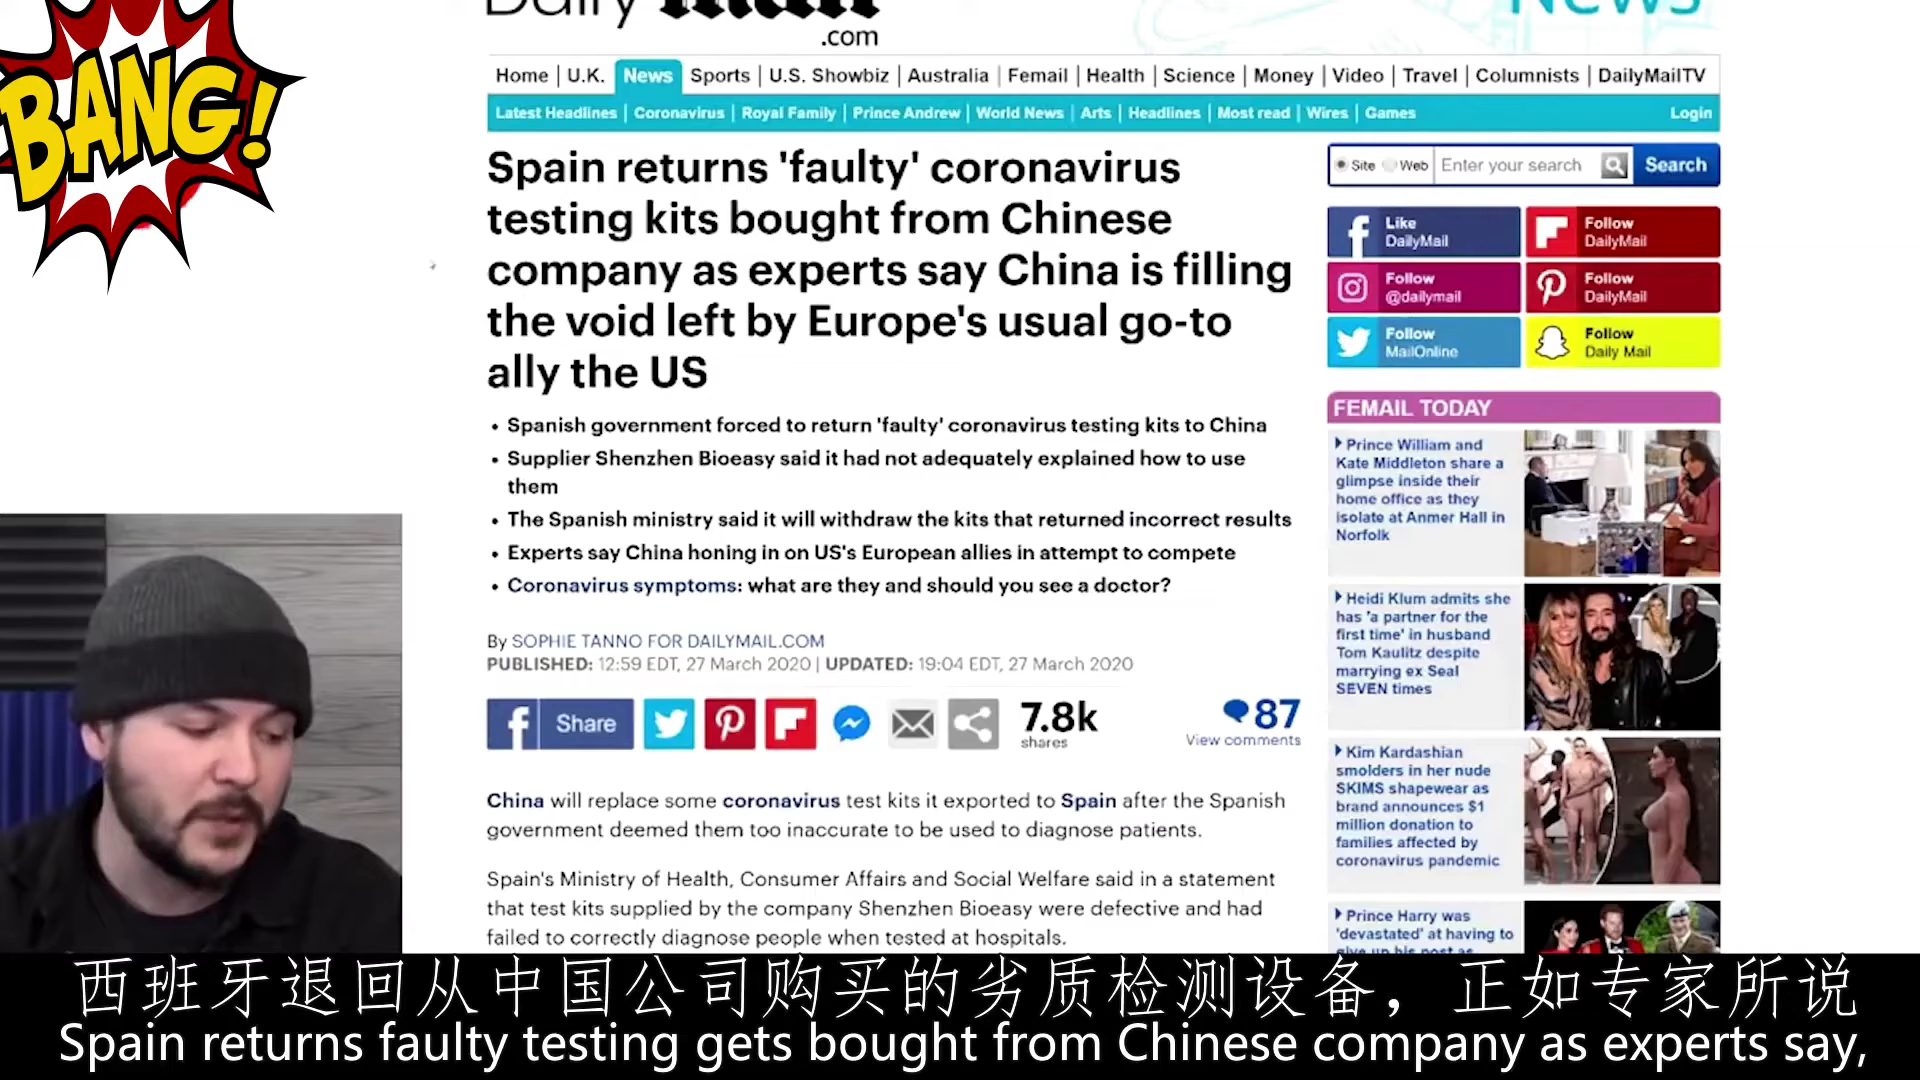 Daily Mail
.com
News
BANG!
Home | U.K. | News | Sports | U.S. Showbiz | Australia | Femail | Health | Science | Money | Video | Travel | Columnists | DailyMailTV
Latest Headlines | Coronavirus | Royal Family | Prince Andrew | World News | Arts | Headlines | Most read | Wires | Games
Login
Spain returns 'faulty' coronavirus
testing kits bought from Chinese
company as experts say China is filling
the void left by Europe's usual go-to
ally the US
• Spanish government forced to return 'faulty' coronavirus testing kits to China
• Supplier Shenzhen Bioeasy said it had not adequately explained how to use
them
• The Spanish ministry said it will withdraw the kits that returned incorrect results
• Experts say China honing in on US's European allies in attempt to compete
• Coronavirus symptoms: what are they and should you see a doctor?
By SOPHIE TANNO FOR DAILYMAIL.COM
PUBLISHED: 12:59 EDT, 27 March 2020 | UPDATED: 19:04 EDT, 27 March 2020
Share
7.8k
shares
87
View comments
China will replace some coronavirus test kits it exported to Spain after the Spanish
government deemed them too inaccurate to be used to diagnose patients.
Spain's Ministry of Health, Consumer Affairs and Social Welfare said in a statement
that test kits supplied by the company Shenzhen Bioeasy were defective and had
failed to correctly diagnose people when tested at hospitals.
Site Web Enter your search Search
Like
DailyMail
Follow
DailyMail
Follow
@dailymail
Follow
DailyMail
Follow
MailOnline
Follow
Daily Mail
FEMAIL TODAY
Prince William and
Kate Middleton share a
glimpse inside their
home office as they
isolate at Anmer Hall in
Norfolk
Heidi Klum admits she
has 'a partner for the
first time' in husband
Tom Kaulitz despite
marrying ex Seal
SEVEN times
Kim Kardashian
smolders in her nude
SKIMS shapewear as
brand announces $1
million donation to
families affected by
coronavirus pandemic
Prince Harry was
'devastated' at having to
give up his post as
西班牙退回从中国公司购买的劣质检测设备，正如专家所说
Spain returns faulty testing gets bought from Chinese company as experts say,